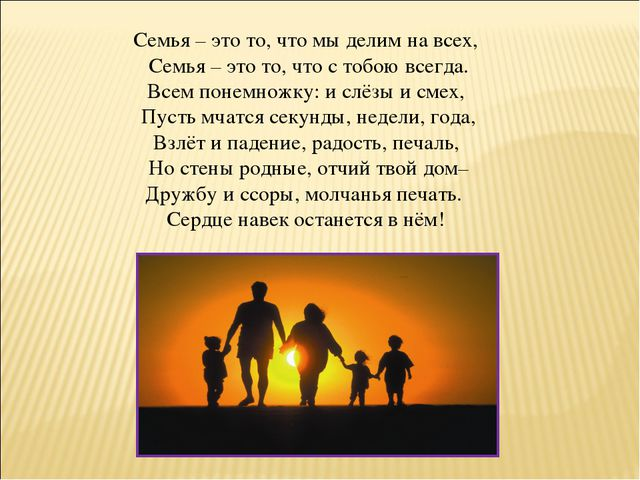 Семья – это то, что мы делим на всех,
Семья – это то, что с тобою всегда.
Всем понемножку: и слёзы и смех,
Пусть мчатся секунды, недели, года,
Взлёт и падение, радость, печаль,
Но стены родные, отчий твой дом–
Дружбу и ссоры, молчанья печать.
Сердце навек останется в нём!